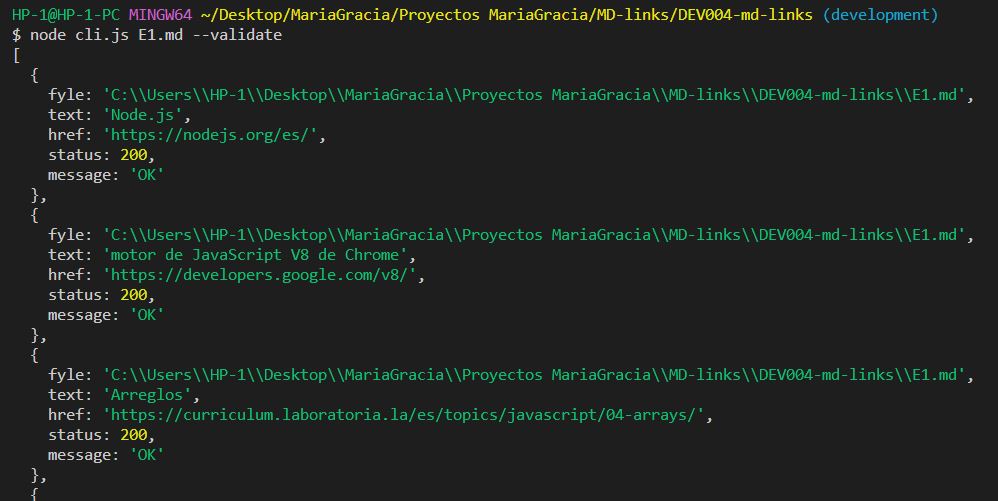 HP-1@HP-1-PC MINGW64 ~/Desktop/MariaGracia/Proyectos MariaGracia/MD-links/DEV004-md-links (development)
$ node cli.js E1.md --validate
[
  {
    fyle: 'C:\\Users\\HP-1\\Desktop\\MariaGracia\\Proyectos MariaGracia\\MD-links\\DEV004-md-links\\E1.md',
    text: 'Node.js',
    href: 'https://nodejs.org/es/',
    status: 200,
    message: 'OK'
  },
  {
    fyle: 'C:\\Users\\HP-1\\Desktop\\MariaGracia\\Proyectos MariaGracia\\MD-links\\DEV004-md-links\\E1.md',
    text: 'motor de JavaScript V8 de Chrome',
    href: 'https://developers.google.com/v8/',
    status: 200,
    message: 'OK'
  },
  {
    fyle: 'C:\\Users\\HP-1\\Desktop\\MariaGracia\\Proyectos MariaGracia\\MD-links\\DEV004-md-links\\E1.md',
    text: 'Arreglos',
    href: 'https://curriculum.laboratoria.la/es/topics/javascript/04-arrays/',
    status: 200,
    message: 'OK'
  },
  {